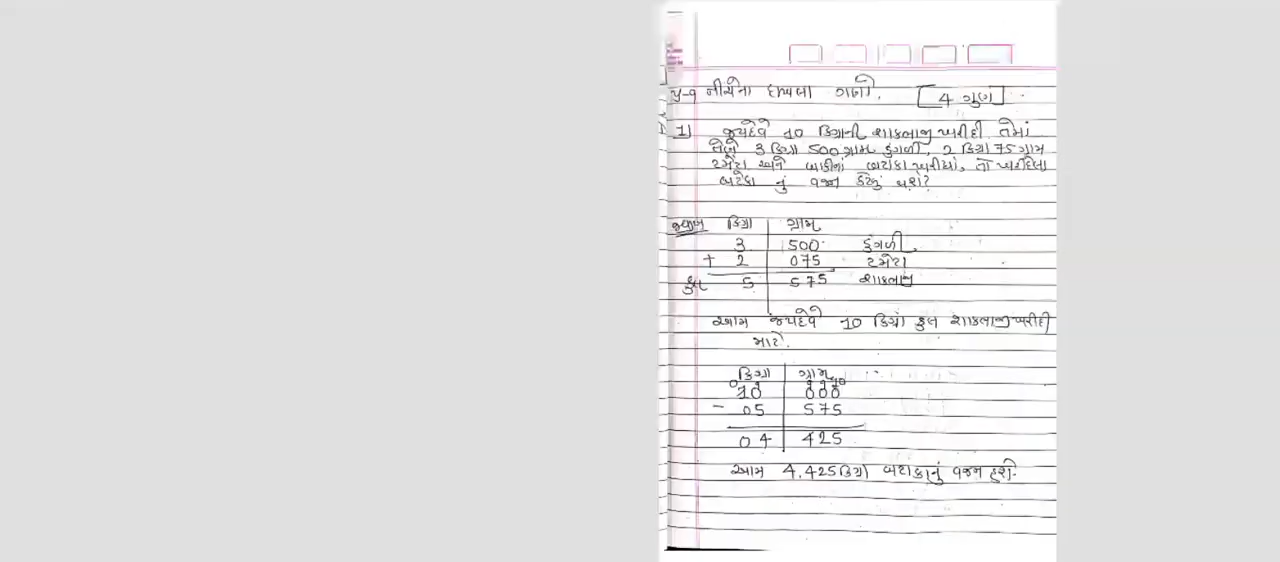 પ્ર-૧ નીચેના દાખલા ગણો. [4 ગુણ]
1) જયદેવે 10 કિગ્રાની શાકભાજી ખરીદી તેમાં
તેણે 3 કિગ્રા 500 ગ્રામ ડુંગળી, 2 કિગ્રા 75 ગ્રામ
ટામેટા અને બાકીનાં બટાકા ખરીદ્યા, તો ખરીદેલા
બટેકા નું વજન કેટલું થશે?
જવાબ કિગ્રા ગ્રામ
3 500 ડુંગળી
+ 2 075 ટમેટા
કુલ 5 575 શાકભાજી
આમ જયદેવે 10 કિગ્રા કુલ શાકભાજી ખરીદી
માટે.
કિગ્રા ગ્રામ
10 000
- 05 575
04 425
આમ 4.425 કિગ્રા બટાકાનું વજન હશે.